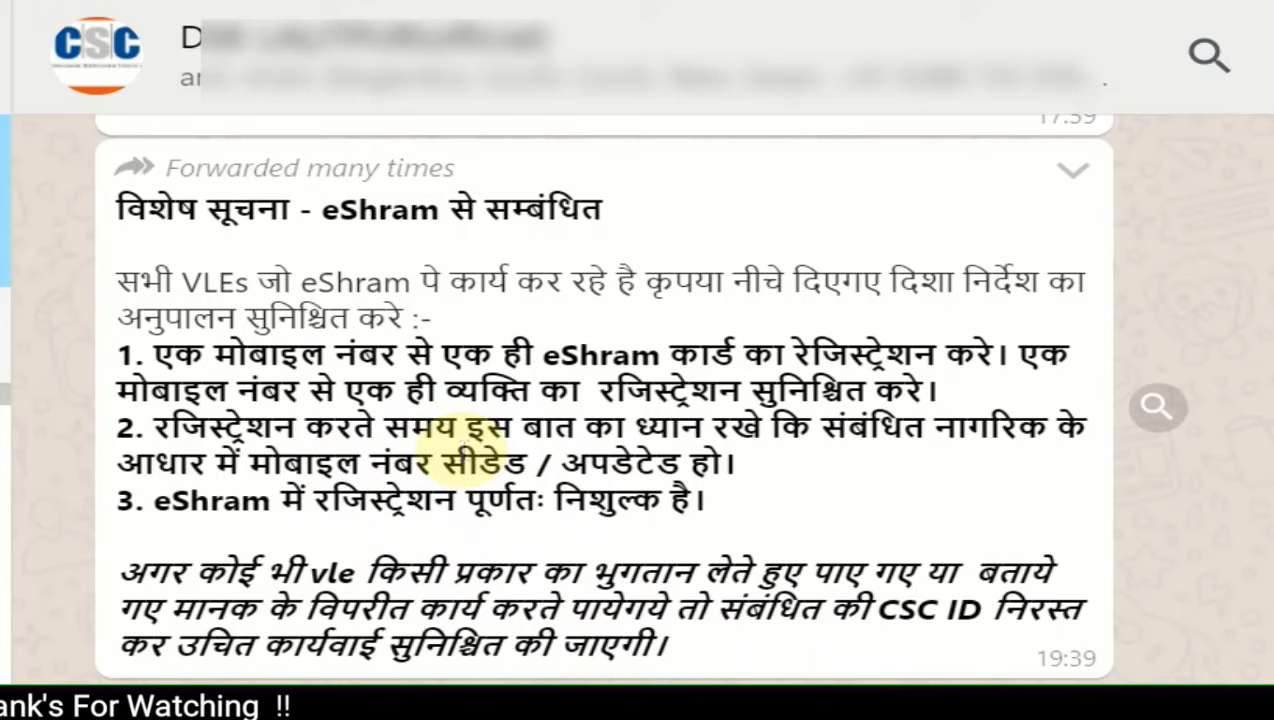 CSC
17:59
Forwarded many times
विशेष सूचना - eShram से सम्बंधित
सभी VLEs जो eShram पे कार्य कर रहे है कृपया नीचे दिएगए दिशा निर्देश का
अनुपालन सुनिश्चित करे :-
1. एक मोबाइल नंबर से एक ही eShram कार्ड का रेजिस्ट्रेशन करे। एक
मोबाइल नंबर से एक ही व्यक्ति का रजिस्ट्रेशन सुनिश्चित करे।
2. रजिस्ट्रेशन करते समय इस बात का ध्यान रखे कि संबंधित नागरिक के
आधार में मोबाइल नंबर सीडेड / अपडेटेड हो।
3. eShram में रजिस्ट्रेशन पूर्णतः निशुल्क है।
अगर कोई भी vle किसी प्रकार का भुगतान लेते हुए पाए गए या बताये
गए मानक के विपरीत कार्य करते पायेगये तो संबंधित की CSC ID निरस्त
कर उचित कार्यवाई सुनिश्चित की जाएगी।
19:39
ank's For Watching !!